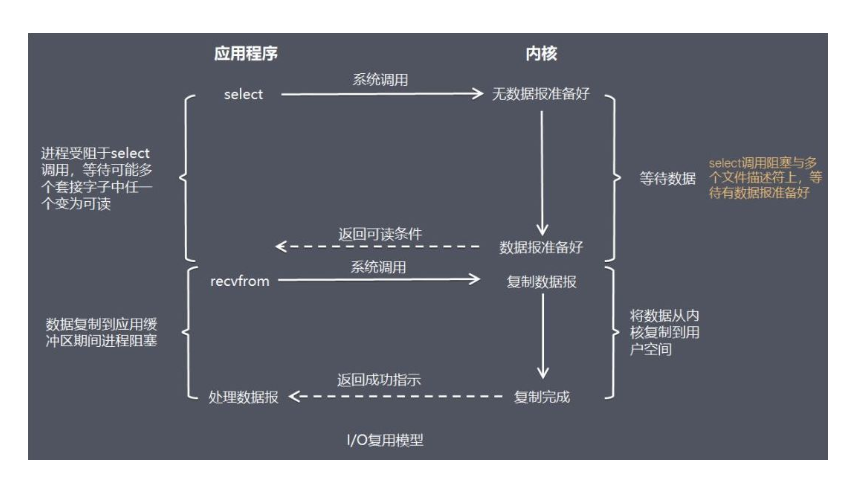 应用程序
内核
系统调用
select
无数据报准备好
进程受阻于select
调用，等待可能多
个套接字子中任一
个变为可读
等待数据
select调用阻塞与多
个文件描述符上，等
待有数据报准备好
返回可读条件
数据报准备好
系统调用
recvfrom
复制数据报
数据复制到应用缓
冲区期间进程阻塞
将数据从内
核复制到用
户空间
返回成功指示
处理数据报
复制完成
I/O复用模型